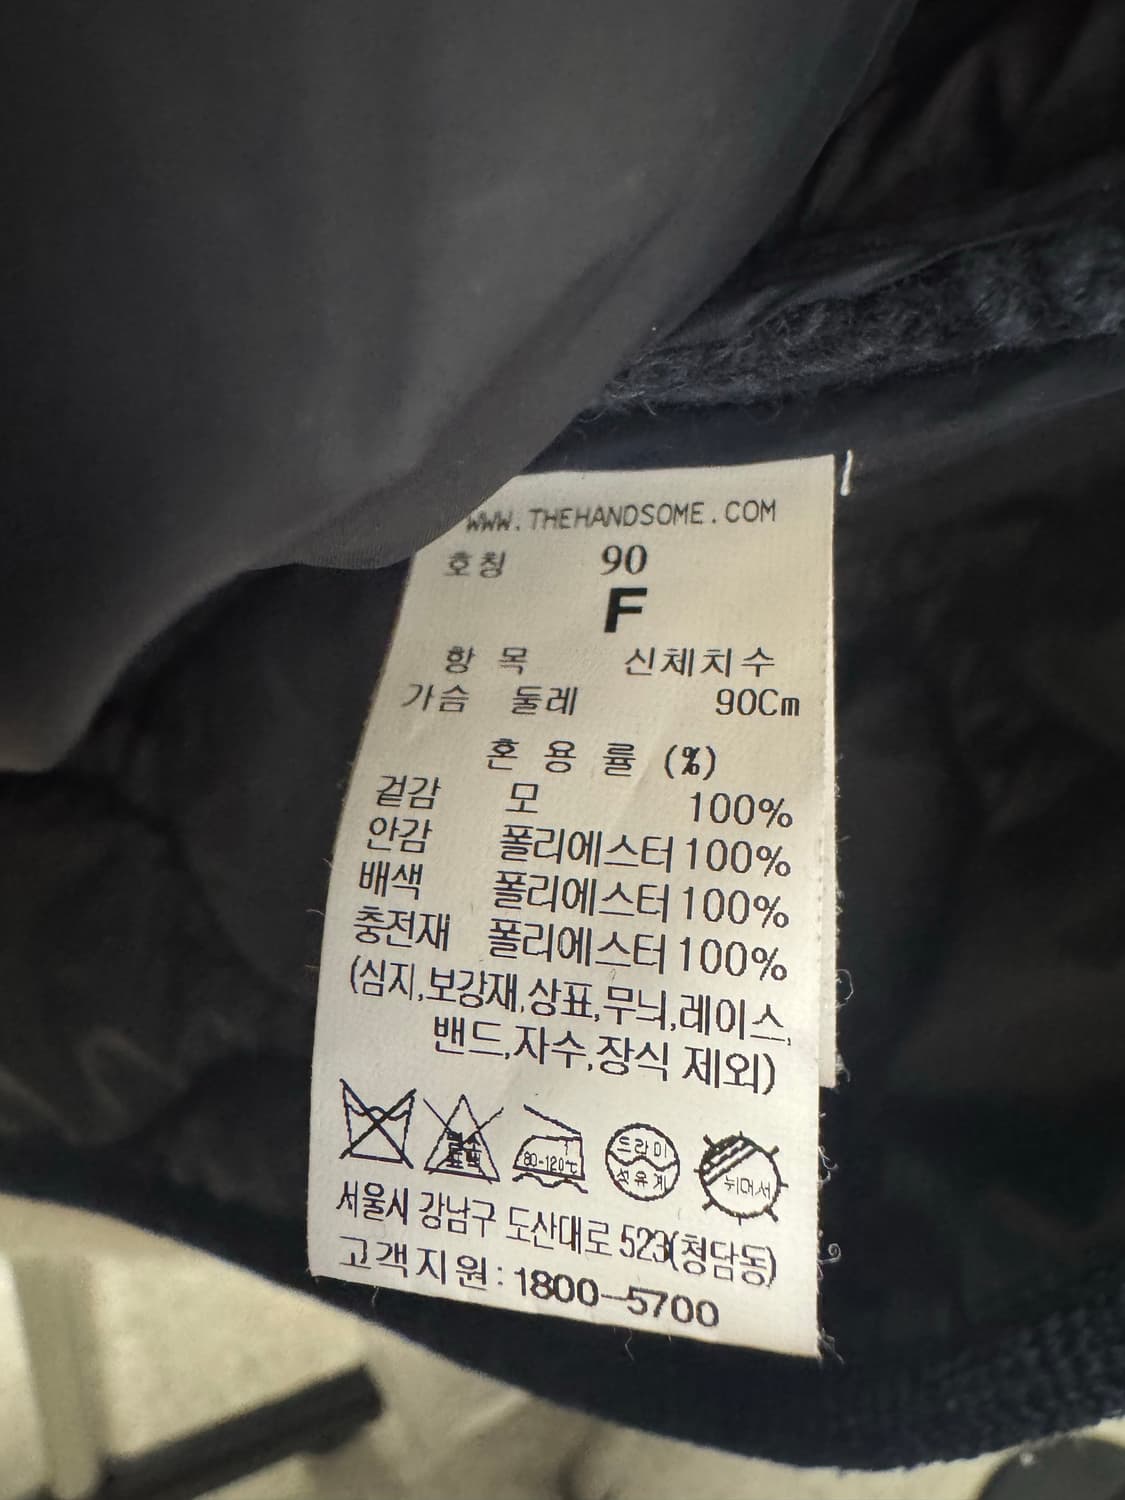 WWW.THEHANDSOME.COM
호칭 90
F
항 목 신체치수
가슴 둘레 90Cm
혼 용 률 (%)
겉감 모 100%
안감 폴리에스터 100%
배색 폴리에스터 100%
충전재 폴리에스터 100%
(심지,보강재,상표,무늬,레이스,
밴드,자수,장식 제외)
염소
표백
80-120℃
드라이
석유계
뉘어서
서울시 강남구 도산대로 523(청담동)
고객지원:1800-5700